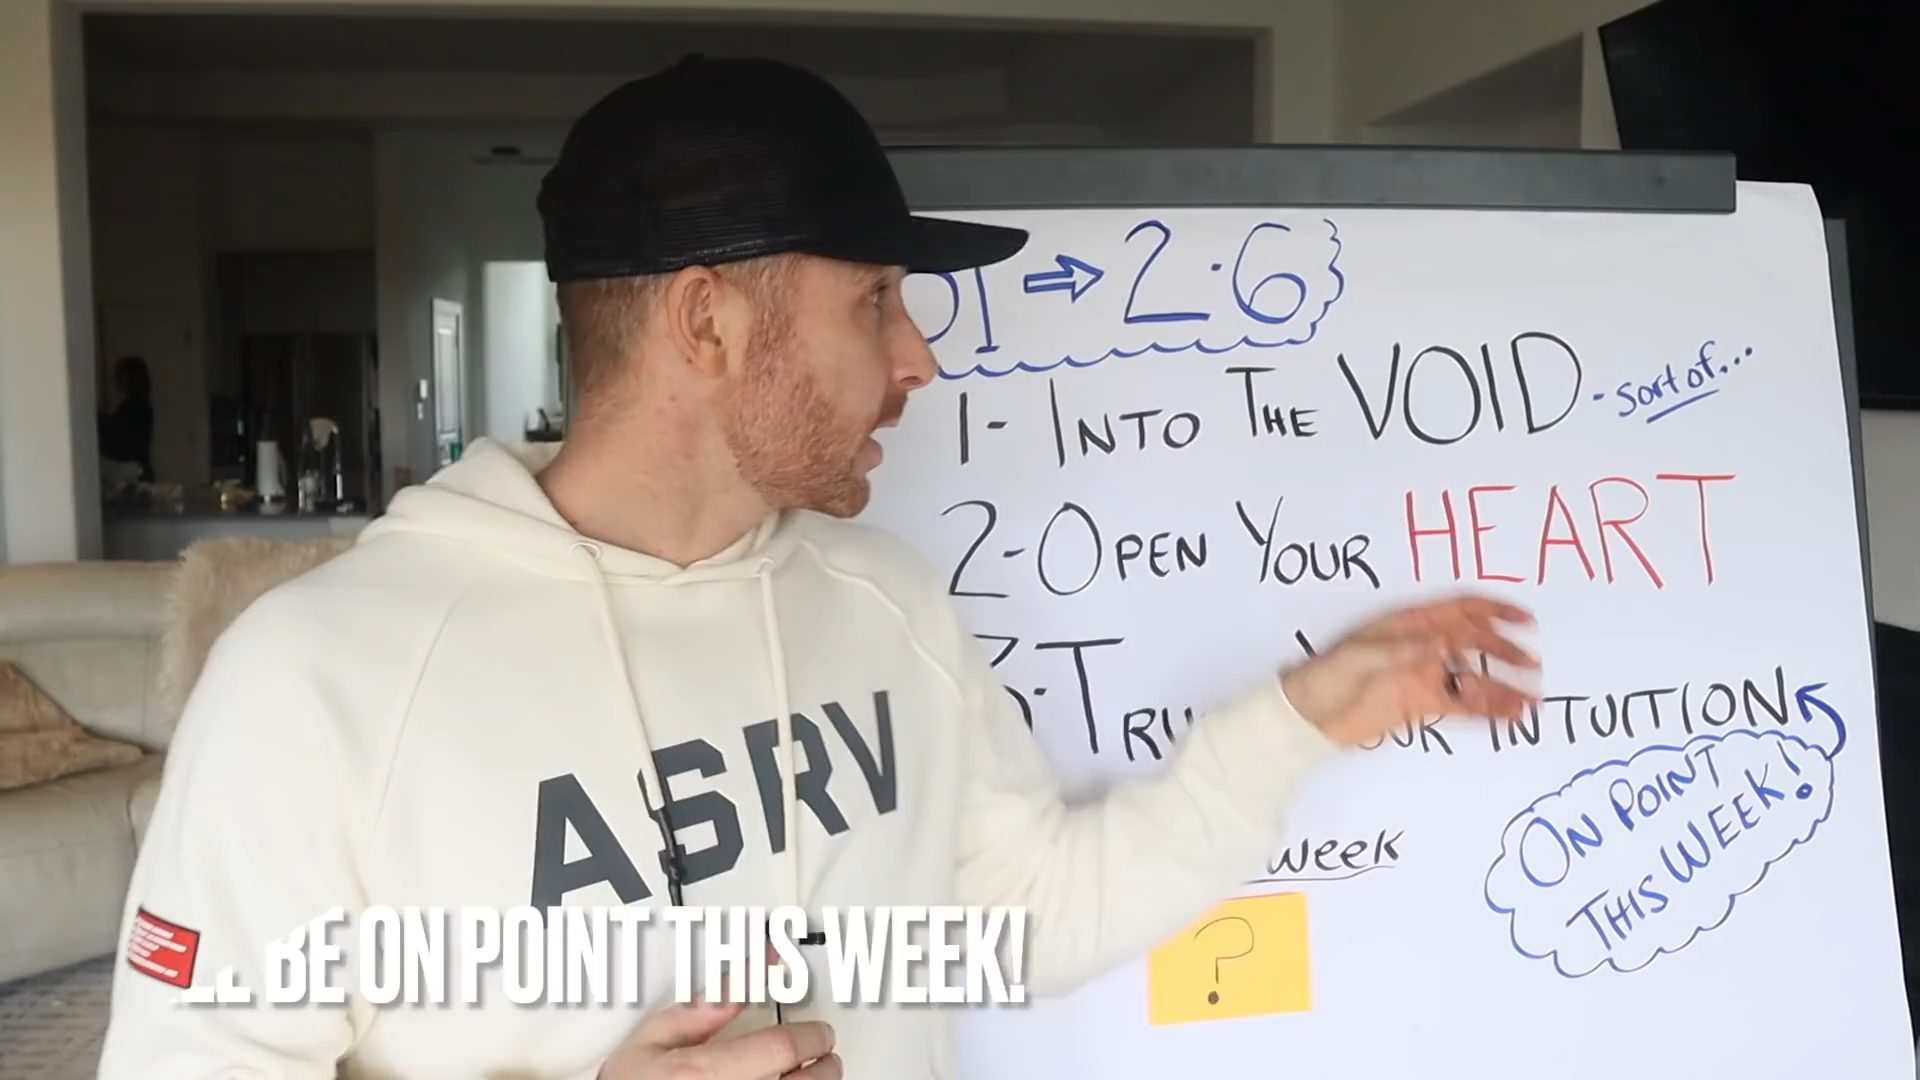 → 2.6
1- INTO THE VOID - sort of...
2- OPEN YOUR HEART
INTUITION
ON POINT
THIS WEEK!
week
?
ASRV
BE ON POINT THIS WEEK!